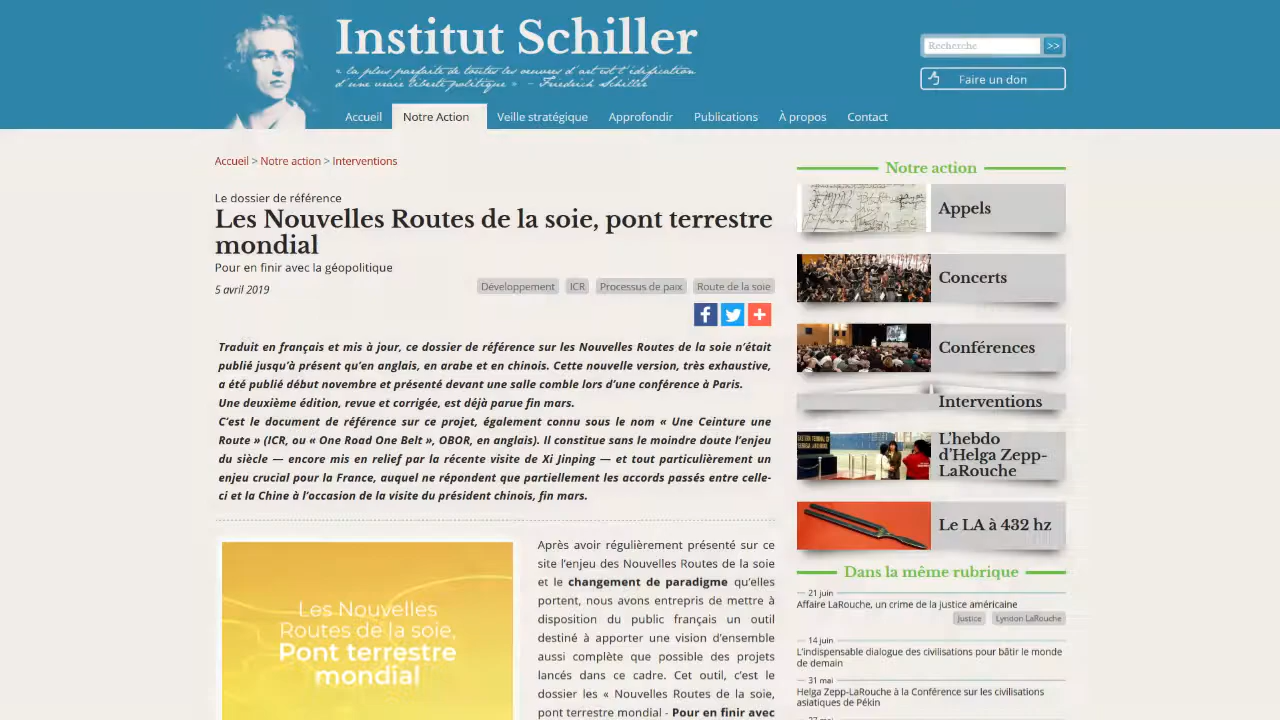 Institut Schiller
« la plus parfaite de toutes les oeuvres d'art est l'édification
d'une vraie liberté politique » - Friedrich Schiller
Recherche
>>
Faire un don
Accueil
Notre Action
Veille stratégique
Approfondir
Publications
À propos
Contact
Accueil > Notre action > Interventions
Le dossier de référence
Les Nouvelles Routes de la soie, pont terrestre
mondial
Pour en finir avec la géopolitique
5 avril 2019
Développement
ICR
Processus de paix
Route de la soie
Traduit en français et mis à jour, ce dossier de référence sur les Nouvelles Routes de la soie n'était
publié jusqu'à présent qu'en anglais, en arabe et en chinois. Cette nouvelle version, très exhaustive,
a été publié début novembre et présenté devant une salle comble lors d'une conférence à Paris.
Une deuxième édition, revue et corrigée, est déjà parue fin mars.
C'est le document de référence sur ce projet, également connu sous le nom « Une Ceinture une
Route » (ICR, ou « One Road One Belt », OBOR, en anglais). Il constitue sans le moindre doute l'enjeu
du siècle — encore mis en relief par la récente visite de Xi Jinping — et tout particulièrement un
enjeu crucial pour la France, auquel ne répondent que partiellement les accords passés entre celle-
ci et la Chine à l'occasion de la visite du président chinois, fin mars.
Les Nouvelles
Routes de la soie,
Pont terrestre
mondial
Après avoir régulièrement présenté sur ce
site l'enjeu des Nouvelles Routes de la soie
et le changement de paradigme qu'elles
portent, nous avons entrepris de mettre à
disposition du public français un outil
destiné à apporter une vision d'ensemble
aussi complète que possible des projets
lancés dans ce cadre. Cet outil, c'est le
dossier les « Nouvelles Routes de la soie,
pont terrestre mondial - Pour en finir avec
Notre action
Appels
Concerts
Conférences
Interventions
L'hebdo
d'Helga Zepp-
LaRouche
Le LA à 432 hz
Dans la même rubrique
21 juin
Affaire LaRouche, un crime de la justice américaine
Justice
Lyndon LaRouche
14 juin
L'indispensable dialogue des civilisations pour bâtir le monde
de demain
31 mai
Helga Zepp-LaRouche à la Conférence sur les civilisations
asiatiques de Pékin